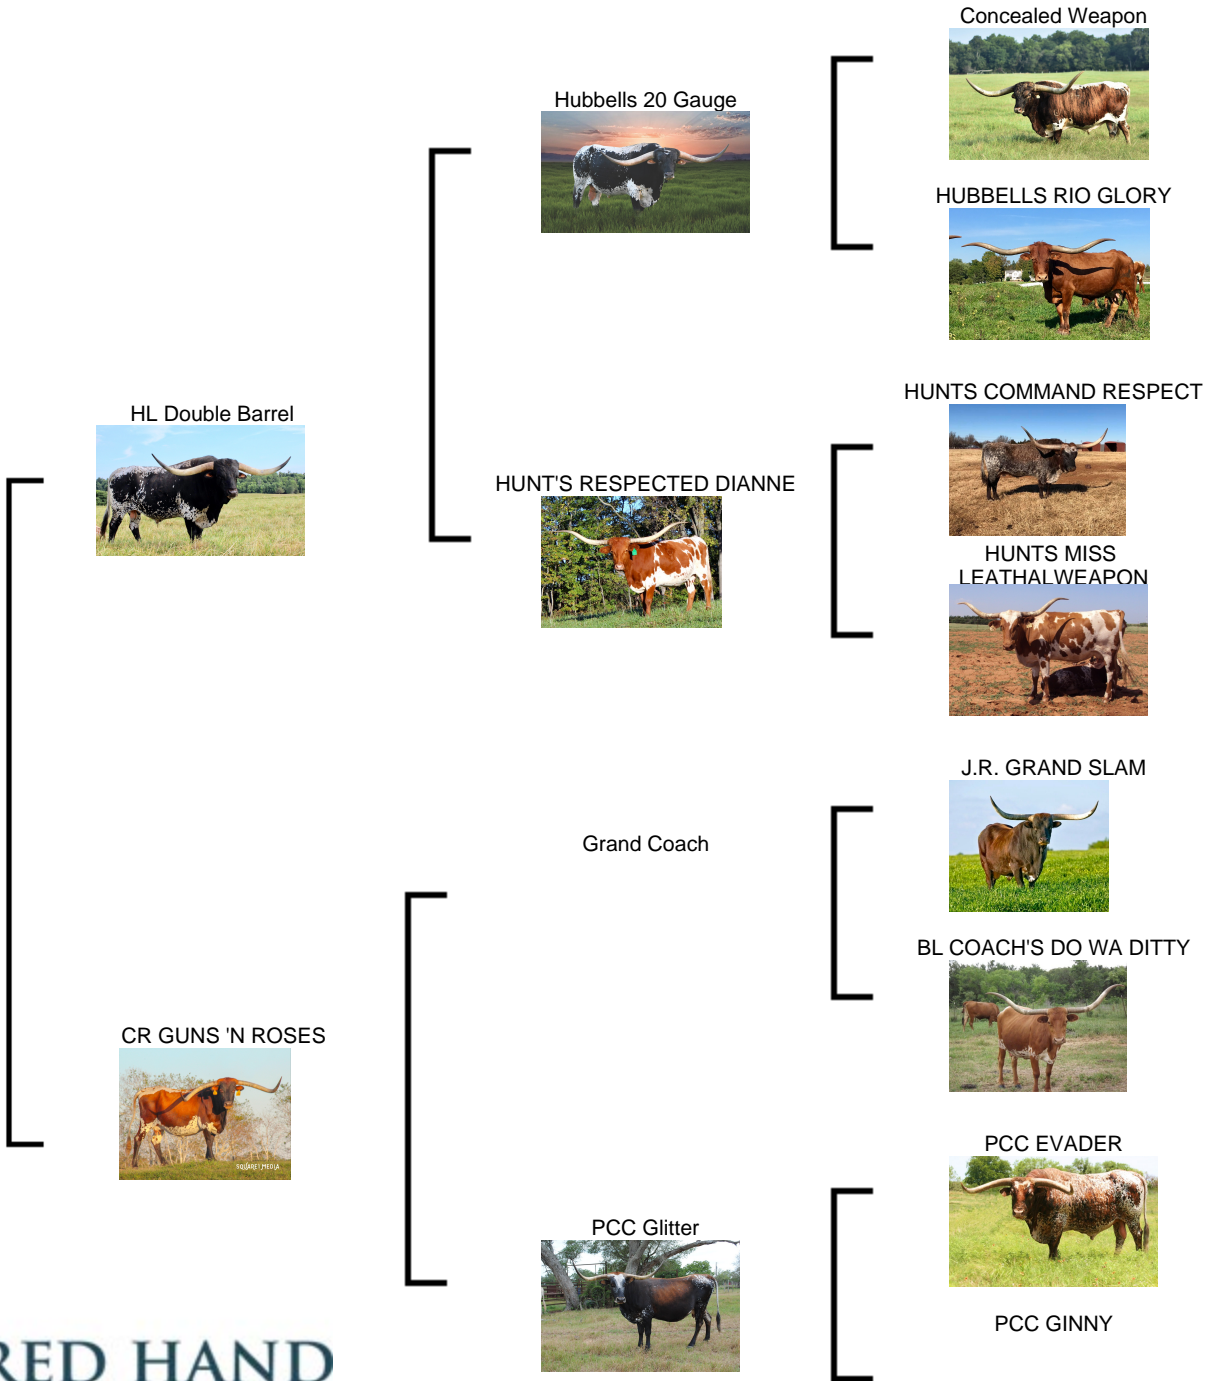 Concealed Weapon
Hubbells 20 Gauge
HUBBELLS RIO GLORY
HUNTS COMMAND RESPECT
HL Double Barrel
HUNT'S RESPECTED DIANNE
HUNTS MISS
LEATHALWEAPON
J.R. GRAND SLAM
Grand Coach
BL COACH'S DO WA DITTY
CR GUNS 'N ROSES
SQUARE1 MEDIA
PCC EVADER
PCC Glitter
PCC GINNY
RED HAND